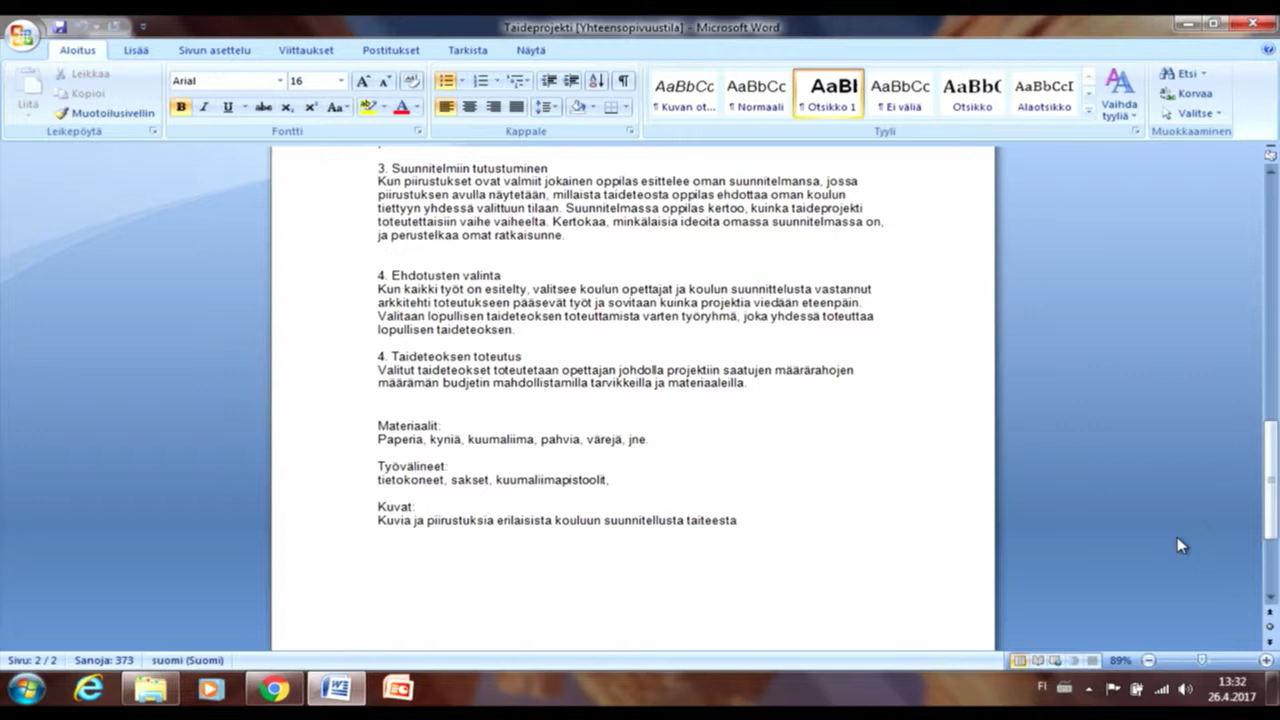 Taideprojekti [Yhteensopivuustila] - Microsoft Word
Aloitus Lisää Sivun asettelu Viittaukset Postitukset Tarkista Näytä
Leikkaa
Kopioi
Muotoilusivellin
Liitä
Leikepöytä
Arial 16
Fontti
Kappale
AaBbCc AaBbCc AaBl AaBbCc AaBb( AaBbCcI
¶ Kuvan ot... ¶ Normaali ¶ Otsikko 1 ¶ Ei väliä Otsikko Alaotsikko
Vaihda tyyliä
Tyyli
Etsi
Korvaa
Valitse
Muokkaaminen
3. Suunnitelmiin tutustuminen
Kun piirustukset ovat valmiit jokainen oppilas esittelee oman suunnitelmansa, jossa
piirustuksen avulla näytetään, millaista taideteosta oppilas ehdottaa oman koulun
tiettyyn yhdessä valittuun tilaan. Suunnitelmassa oppilas kertoo, kuinka taideprojekti
toteutettaisiin vaihe vaiheelta. Kertokaa, minkälaisia ideoita omassa suunnitelmassa on,
ja perustelkaa omat ratkaisunne.
4. Ehdotusten valinta
Kun kaikki työt on esitelty, valitsee koulun opettajat ja koulun suunnittelusta vastannut
arkkitehti toteutukseen pääsevät työt ja sovitaan kuinka projektia viedään eteenpäin.
Valitaan lopullisen taideteoksen toteuttamista varten työryhmä, joka yhdessä toteuttaa
lopullisen taideteoksen.
4. Taideteoksen toteutus
Valitut taideteokset toteutetaan opettajan johdolla projektiin saatujen määrärahojen
määrämän budjetin mahdollistamilla tarvikkeilla ja materiaaleilla.
Materiaalit:
Paperia, kyniä, kuumaliima, pahvia, värejä, jne.
Työvälineet:
tietokoneet, sakset, kuumaliimapistoolit,
Kuvat:
Kuvia ja piirustuksia erilaisista kouluun suunnitellusta taiteesta
Sivu: 2 / 2 Sanoja: 373 suomi (Suomi) 89%
FI 13:32
26.4.2017